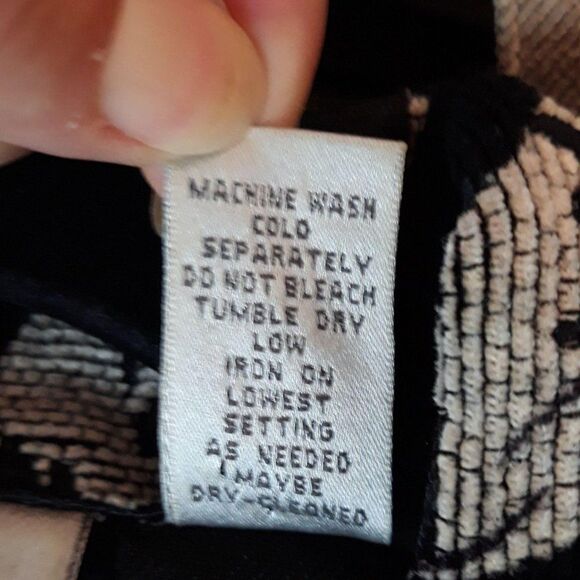 MACHINE WASH
COLD
SEPARATELY
DO NOT BLEACH
TUMBLE DRY
LOW
IRON ON
LOWEST
SETTING
AS NEEDED
MAYBE
DRY-CLEANED